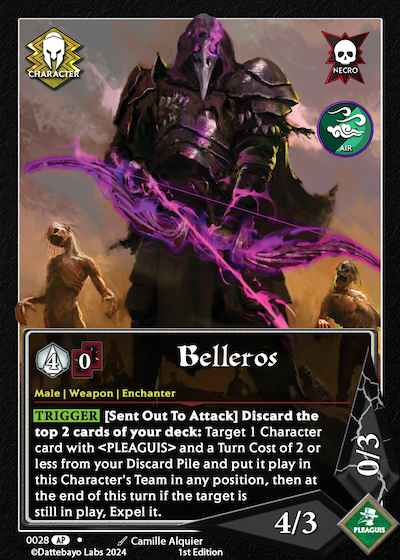 CHARACTER
NECRO
AIR
4
0
Belleros
Male | Weapon | Enchanter
TRIGGER [Sent Out To Attack] Discard the
top 2 cards of your deck: Target 1 Character
card with <PLEAGUIS> and a Turn Cost of 2 or
less from your Discard Pile and put it play in
this Character's Team in any position, then at
the end of this turn if the target is
still in play, Expel it.
0/3
4/3
PLEAGUIS
0028 AP Camille Alquier
©Dattebayo Labs 2024 1st Edition